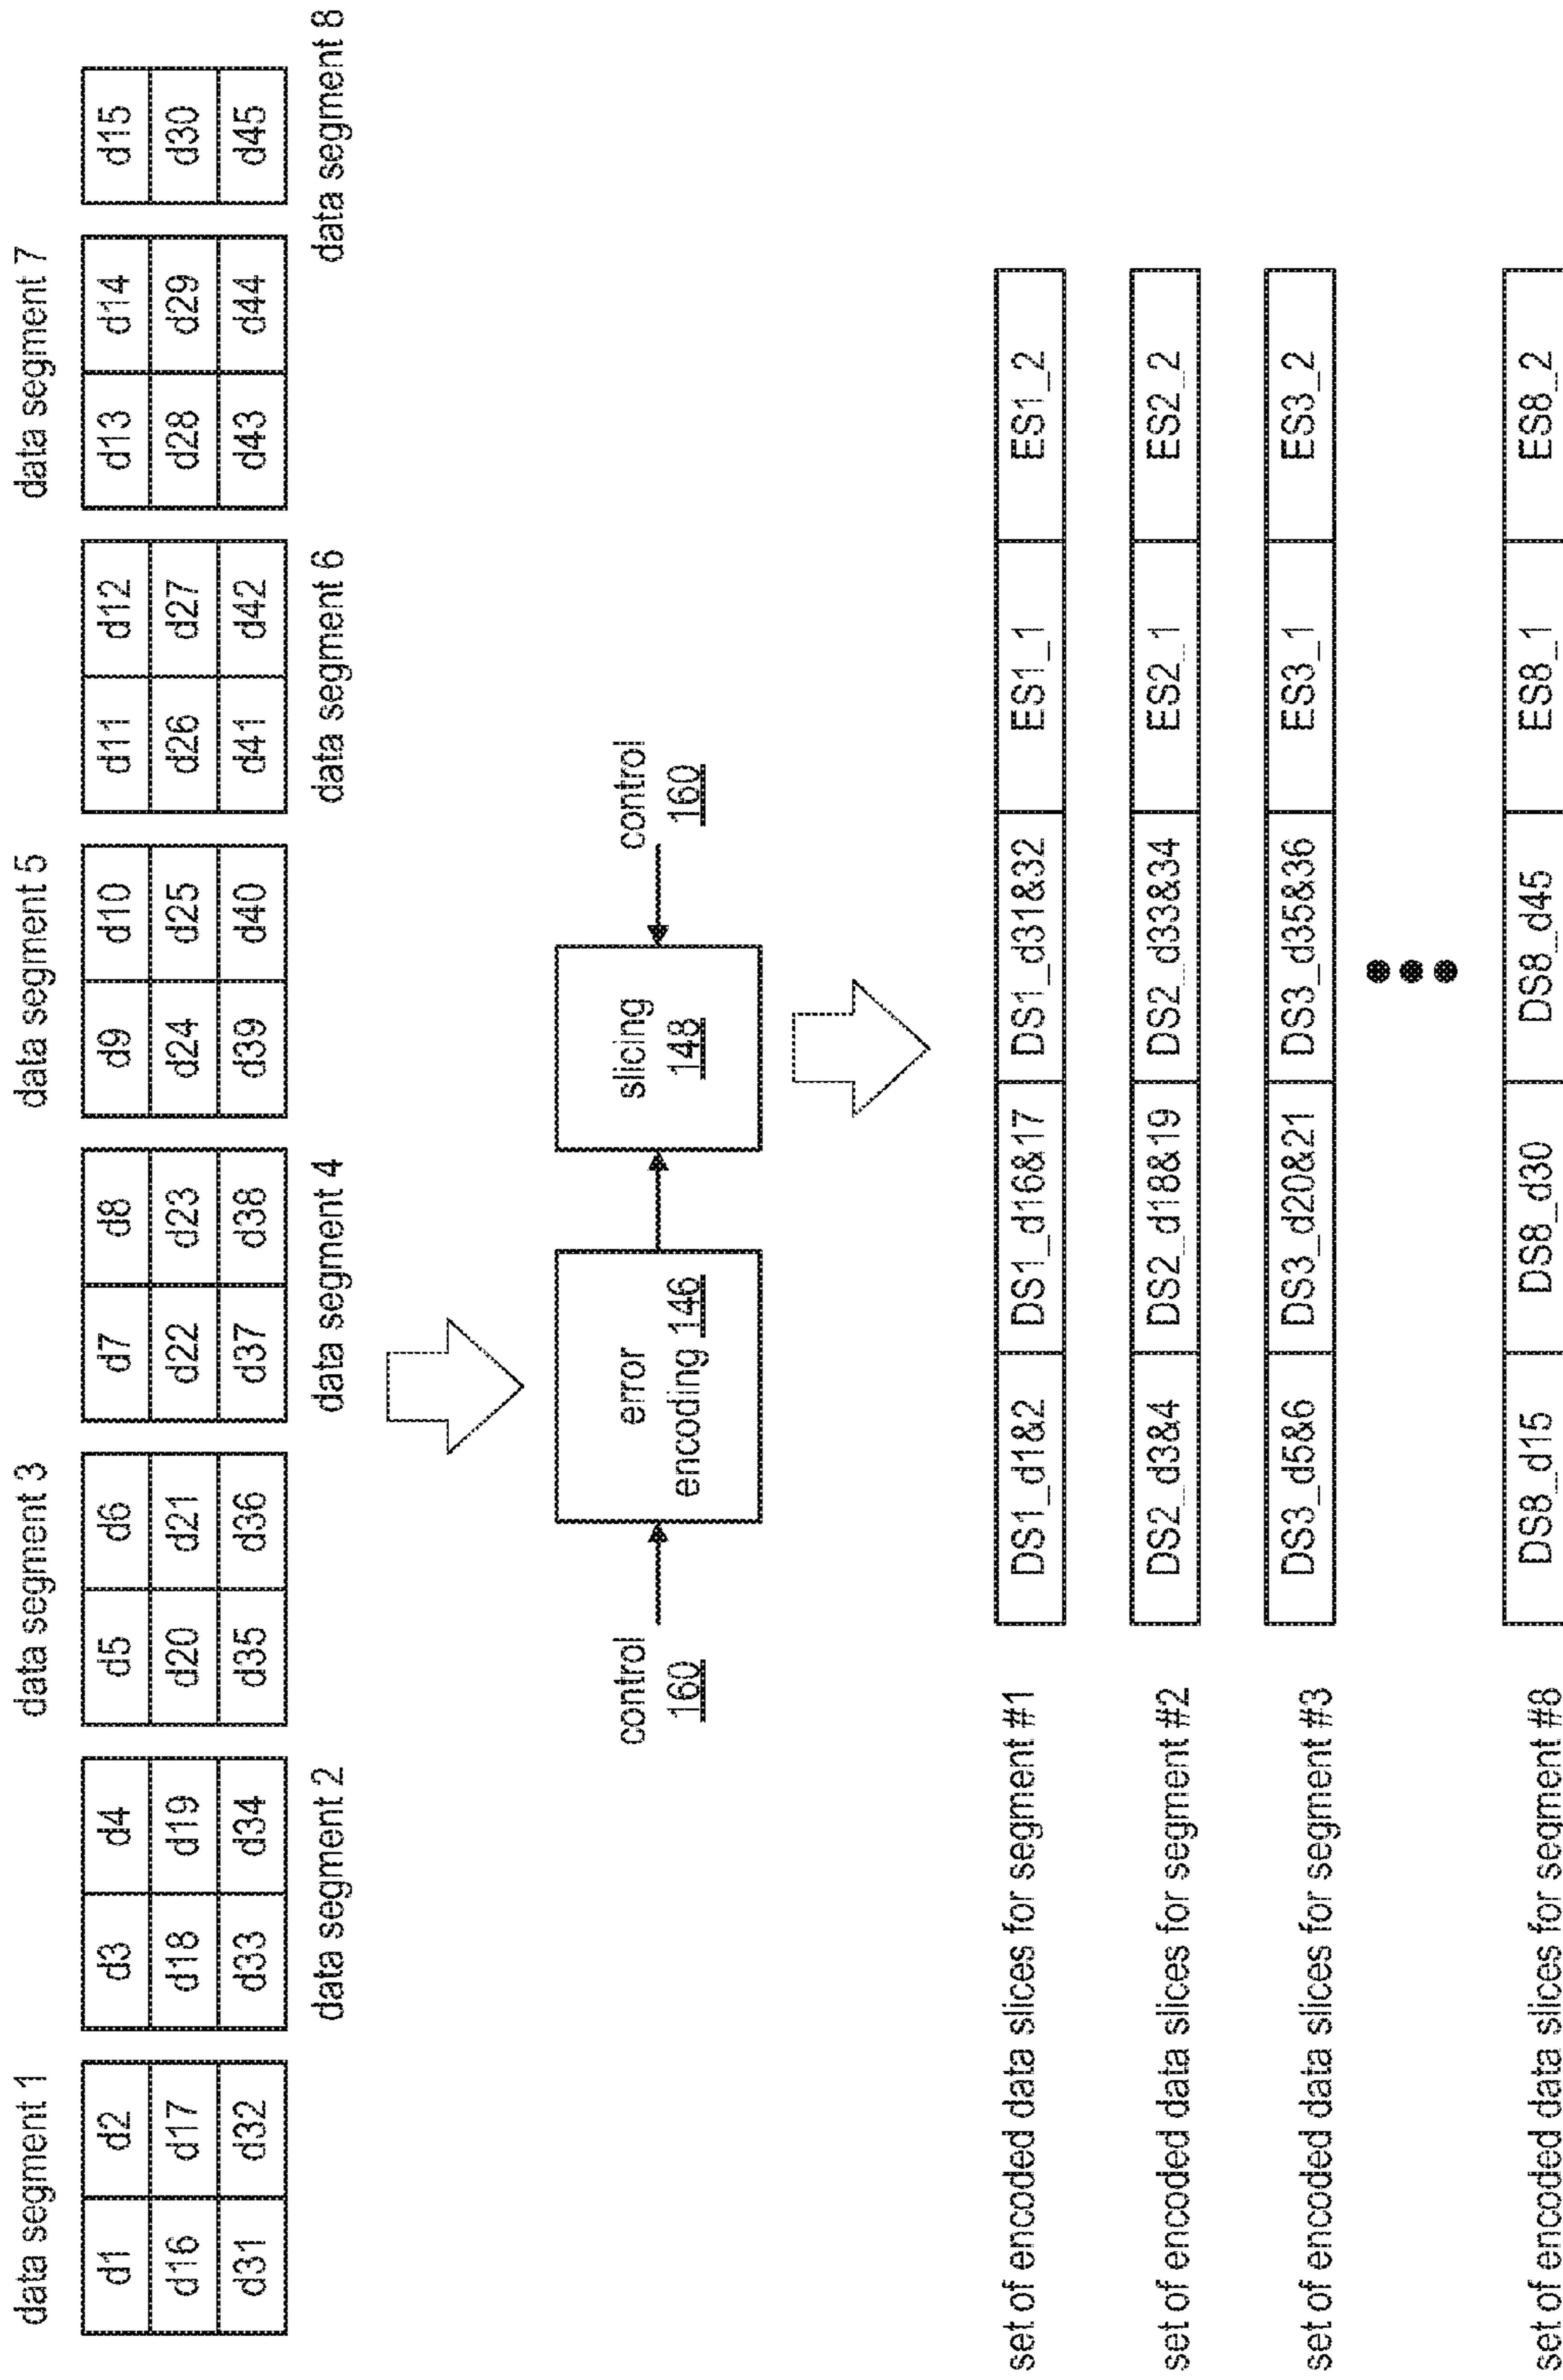 data segment 1 data segment 3 data segment 5 data segment 7
d1 d2 d3 d4 d5 d6 d7 d8 d9 d10 d11 d12 d13 d14 d15
d16 d17 d18 d19 d20 d21 d22 d23 d24 d25 d26 d27 d28 d29 d30
d31 d32 d33 d34 d35 d36 d37 d38 d39 d40 d41 d42 d43 d44 d45
data segment 2 data segment 4 data segment 6 data segment 8
control
160
error
encoding 146
slicing
148
control
160
set of encoded data slices for segment #1 DS1_d1&2 DS1_d16&17 DS1_d31&32 ES1_1 ES1_2
set of encoded data slices for segment #2 DS2_d3&4 DS2_d18&19 DS2_d33&34 ES2_1 ES2_2
set of encoded data slices for segment #3 DS3_d5&6 DS3_d20&21 DS3_d35&36 ES3_1 ES3_2
set of encoded data slices for segment #8 DS8_d15 DS8_d30 DS8_d45 ES8_1 ES8_2